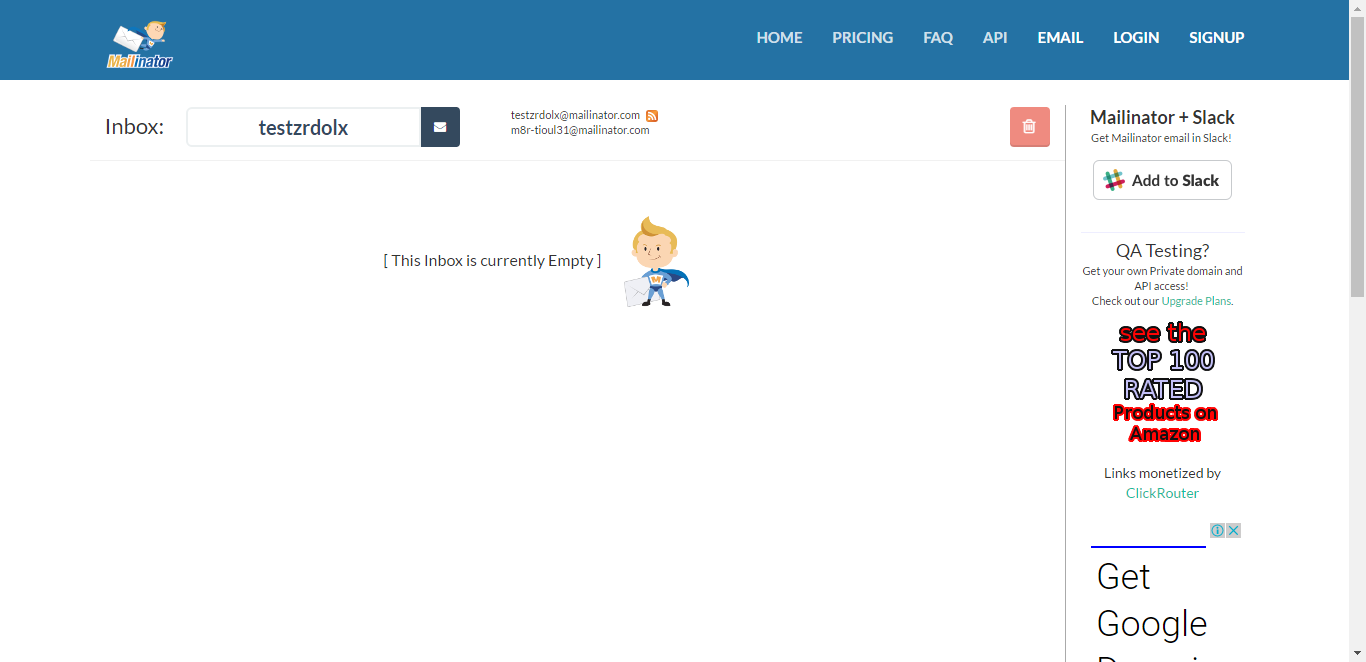 Mailinator
HOME PRICING FAQ API EMAIL LOGIN SIGNUP
Inbox:
testzrdolx
testzrdolx@mailinator.com
m8r-tioul31@mailinator.com
[ This Inbox is currently Empty ]
M
Mailinator + Slack
Get Mailinator email in Slack!
Add to Slack
QA Testing?
Get your own Private domain and
API access!
Check out our Upgrade Plans.
see the
TOP 100
RATED
Products on
Amazon
Links monetized by
ClickRouter
Get
Google